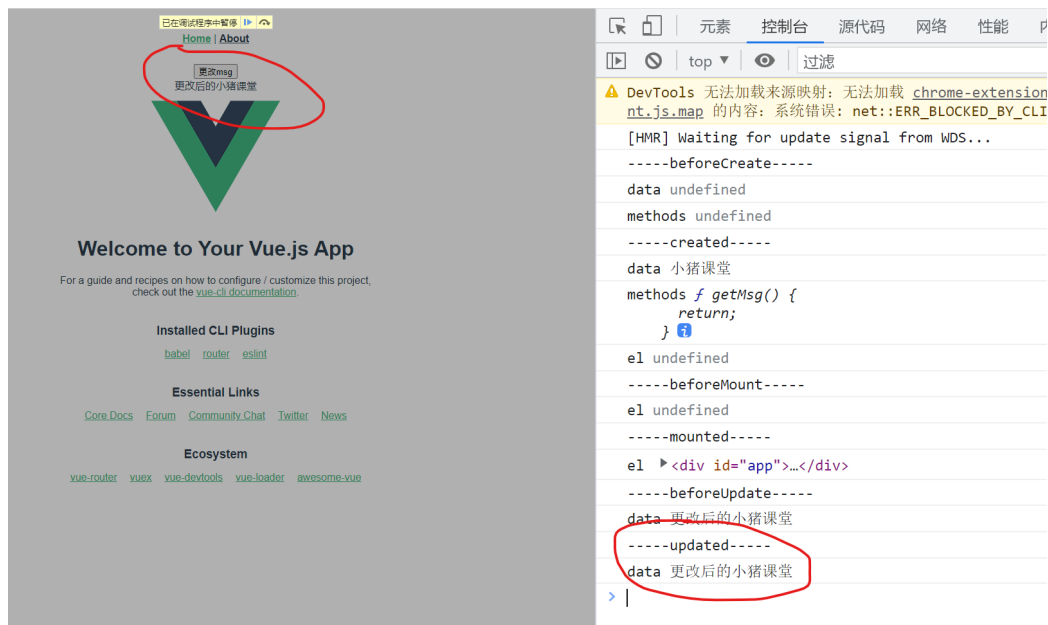 已在调试程序中暂停
Home | About
更改msg
更改后的小猪课堂
Welcome to Your Vue.js App
For a guide and recipes on how to configure / customize this project,
check out the vue-cli documentation.
Installed CLI Plugins
babel router eslint
Essential Links
Core Docs Forum Community Chat Twitter News
Ecosystem
vue-router vuex vue-devtools vue-loader awesome-vue
元素 控制台 源代码 网络 性能
top ▼ 过滤
DevTools 无法加载来源映射：无法加载 chrome-extension
nt.js.map 的内容：系统错误：net::ERR_BLOCKED_BY_CLI
[HMR] Waiting for update signal from WDS...
-----beforeCreate-----
data undefined
methods undefined
-----created-----
data 小猪课堂
methods ƒ getMsg() {
return;
}
el undefined
-----beforeMount-----
el undefined
-----mounted-----
el ▶<div id="app">…</div>
-----beforeUpdate-----
data 更改后的小猪课堂
-----updated-----
data 更改后的小猪课堂
>